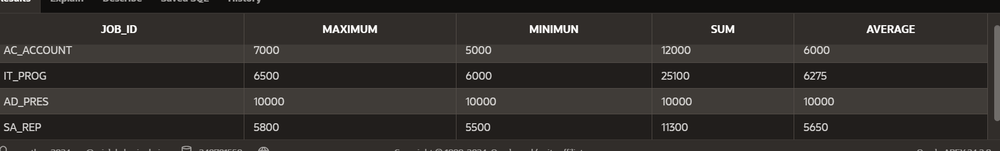 Results Explain Describe Saved SQL History
JOB_ID MAXIMUM MINIMUN SUM AVERAGE
AC_ACCOUNT 7000 5000 12000 6000
IT_PROG 6500 6000 25100 6275
AD_PRES 10000 10000 10000 10000
SA_REP 5800 5500 11300 5650